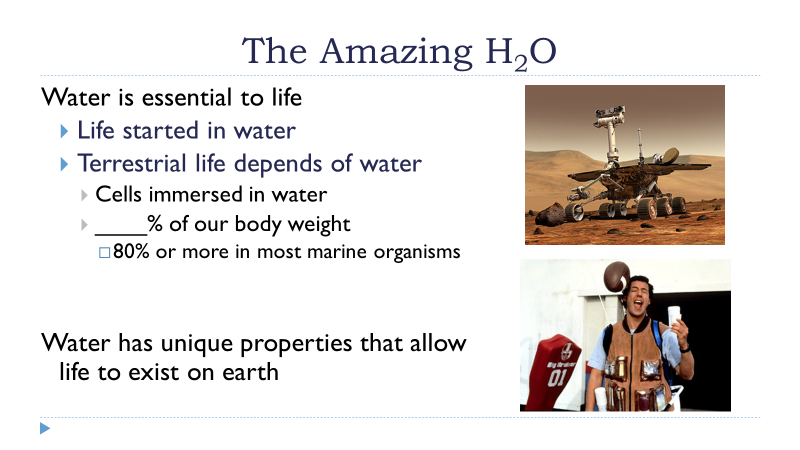 The Amazing H₂O
Water is essential to life
Life started in water
Terrestrial life depends of water
Cells immersed in water
____% of our body weight
80% or more in most marine organisms
Water has unique properties that allow
life to exist on earth
01